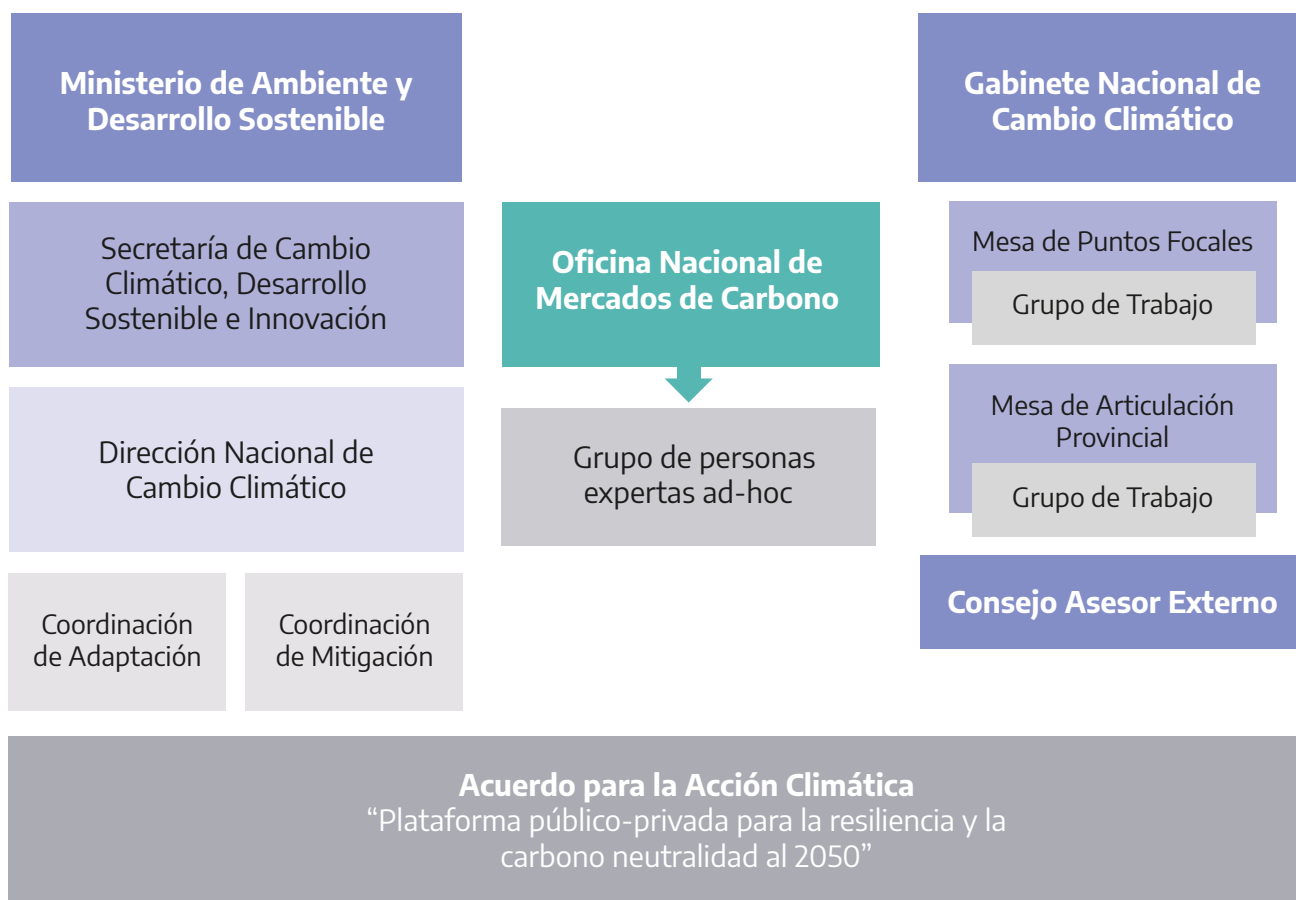 Ministerio de Ambiente y
Desarrollo Sostenible
Secretaría de Cambio
Climático, Desarrollo
Sostenible e Innovación
Dirección Nacional de
Cambio Climático
Coordinación
de Adaptación
Coordinación
de Mitigación
Oficina Nacional de
Mercados de Carbono
Grupo de personas
expertas ad-hoc
Gabinete Nacional de
Cambio Climático
Mesa de Puntos Focales
Grupo de Trabajo
Mesa de Articulación
Provincial
Grupo de Trabajo
Consejo Asesor Externo
Acuerdo para la Acción Climática
“Plataforma público-privada para la resiliencia y la
carbono neutralidad al 2050”